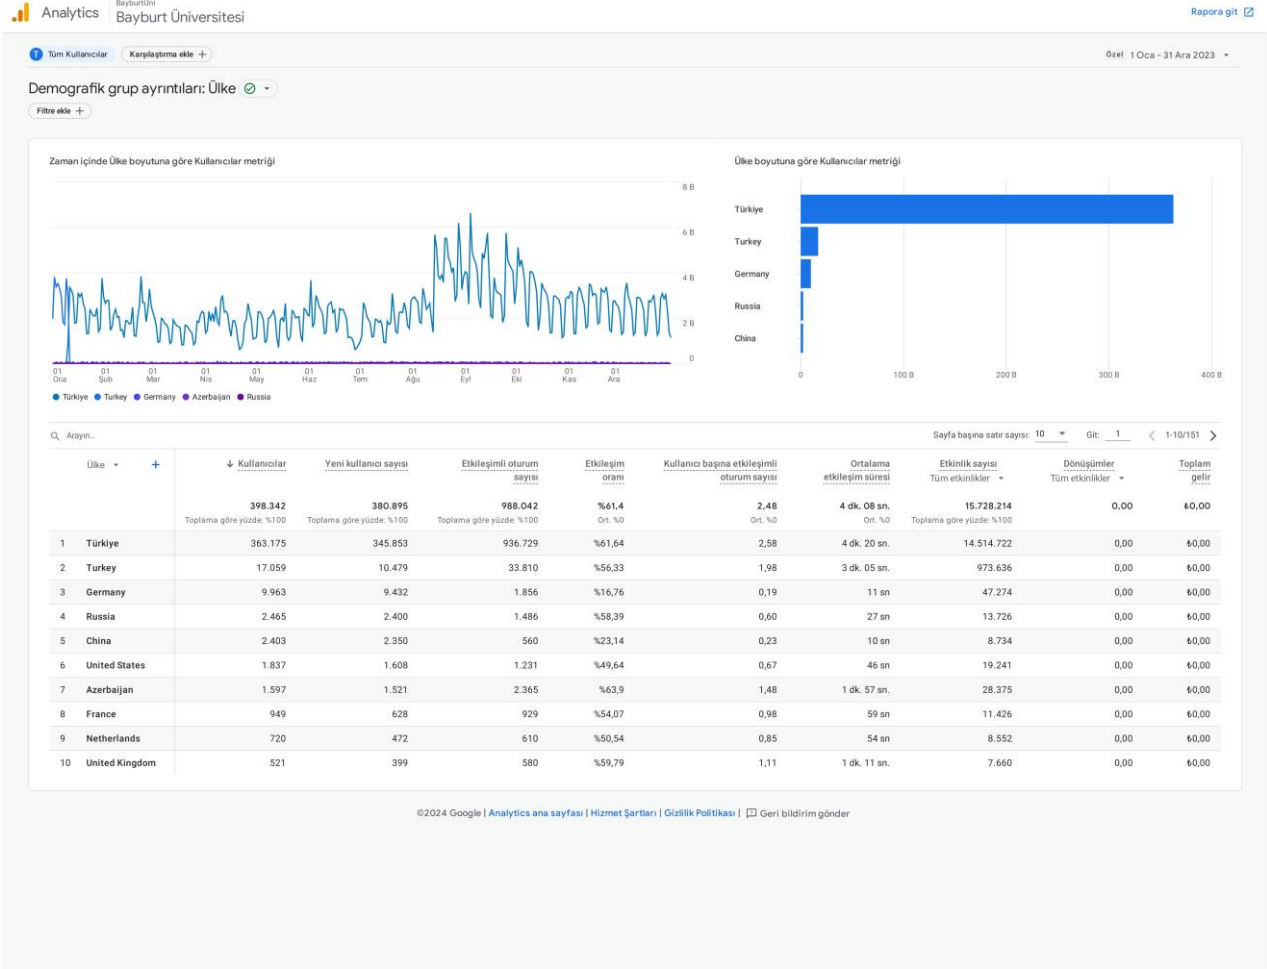 BayburtÜni
Analytics Bayburt Üniversitesi
Rapora git
T Tüm Kullanıcılar Karşılaştırma ekle +
Özel 1 Oca - 31 Ara 2023
Demografik grup ayrıntıları: Ülke
Filtre ekle +
Zaman içinde Ülke boyutuna göre Kullanıcılar metriği
8 B
6 B
4 B
2 B
0
01 Oca 01 Şub 01 Mar 01 Nis 01 May 01 Haz 01 Tem 01 Ağu 01 Eyl 01 Eki 01 Kas 01 Ara
Türkiye Turkey Germany Azerbaijan Russia
Ülke boyutuna göre Kullanıcılar metriği
Türkiye
Turkey
Germany
Russia
China
0 100 B 200 B 300 B 400 B
Arayın...
Sayfa başına satır sayısı: 10 Git: 1 < 1-10/151 >
Ülke + ↓ Kullanıcılar Yeni kullanıcı sayısı Etkileşimli oturum sayısı Etkileşim oranı Kullanıcı başına etkileşimli oturum sayısı Ortalama etkileşim süresi Etkinlik sayısı Tüm etkinlikler Dönüşümler Tüm etkinlikler Toplam gelir
398.342 380.895 988.042 %61,4 2,48 4 dk. 08 sn. 15.728.214 0,00 ₺0,00
Toplama göre yüzde: %100 Toplama göre yüzde: %100 Toplama göre yüzde: %100 Ort. %0 Ort. %0 Ort. %0 Toplama göre yüzde: %100
1 Türkiye 363.175 345.853 936.729 %61,64 2,58 4 dk. 20 sn. 14.514.722 0,00 ₺0,00
2 Turkey 17.059 10.479 33.810 %56,33 1,98 3 dk. 05 sn. 973.636 0,00 ₺0,00
3 Germany 9.963 9.432 1.856 %16,76 0,19 11 sn 47.274 0,00 ₺0,00
4 Russia 2.465 2.400 1.486 %58,39 0,60 27 sn 13.726 0,00 ₺0,00
5 China 2.403 2.350 560 %23,14 0,23 10 sn 8.734 0,00 ₺0,00
6 United States 1.837 1.608 1.231 %49,64 0,67 46 sn 19.241 0,00 ₺0,00
7 Azerbaijan 1.597 1.521 2.365 %63,9 1,48 1 dk. 57 sn. 28.375 0,00 ₺0,00
8 France 949 628 929 %54,07 0,98 59 sn 11.426 0,00 ₺0,00
9 Netherlands 720 472 610 %50,54 0,85 54 sn 8.552 0,00 ₺0,00
10 United Kingdom 521 399 580 %59,79 1,11 1 dk. 11 sn. 7.660 0,00 ₺0,00
©2024 Google | Analytics ana sayfası | Hizmet Şartları | Gizlilik Politikası | Geri bildirim gönder